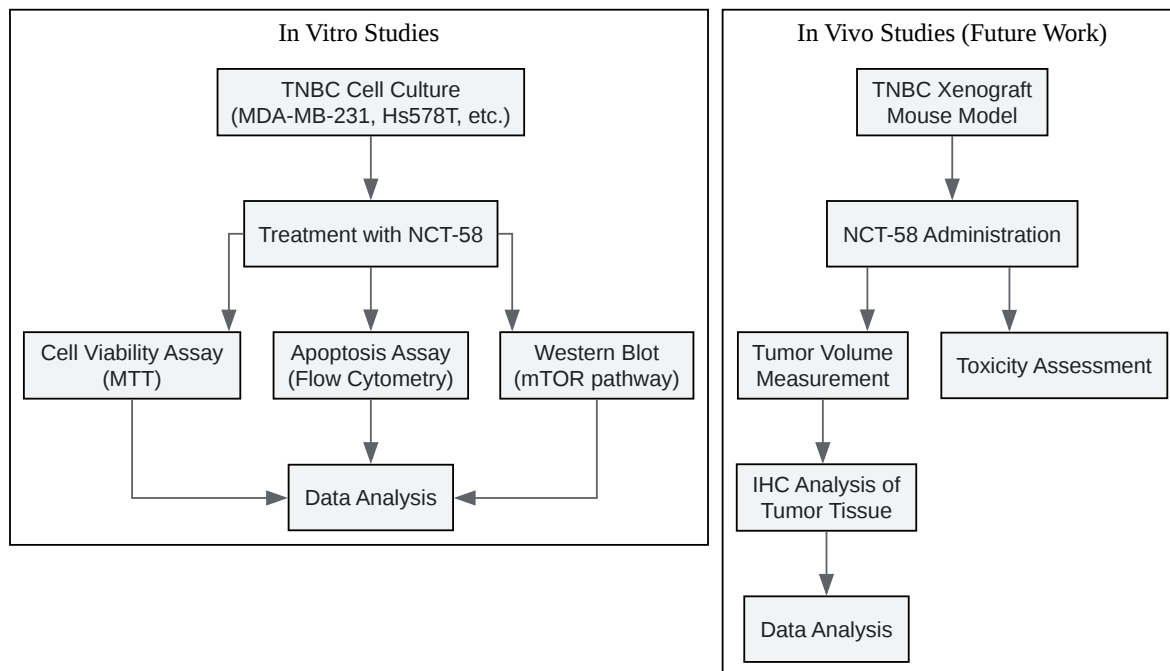 In Vitro Studies
TNBC Cell Culture
(MDA-MB-231, Hs578T, etc.)
Treatment with NCT-58
Cell Viability Assay
(MTT)
Apoptosis Assay
(Flow Cytometry)
Western Blot
(mTOR pathway)
Data Analysis
In Vivo Studies (Future Work)
TNBC Xenograft
Mouse Model
NCT-58 Administration
Tumor Volume
Measurement
Toxicity Assessment
IHC Analysis of
Tumor Tissue
Data Analysis